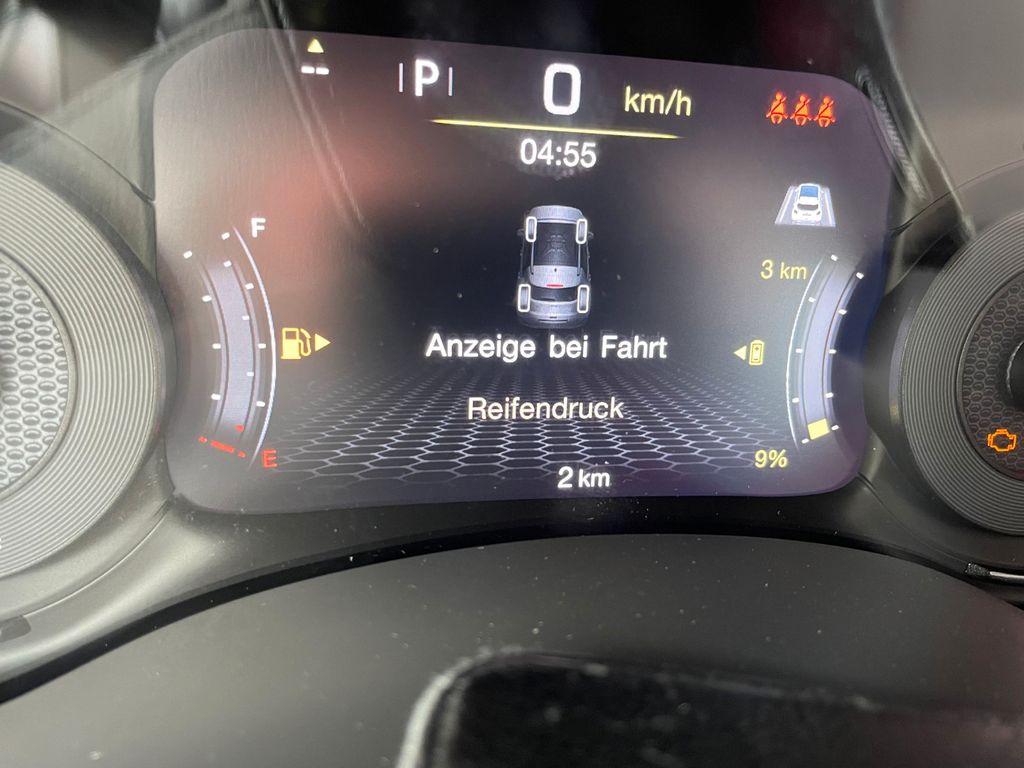 P 0 km/h
04:55
F
3 km
Anzeige bei Fahrt
Reifendruck
E
9%
2 km